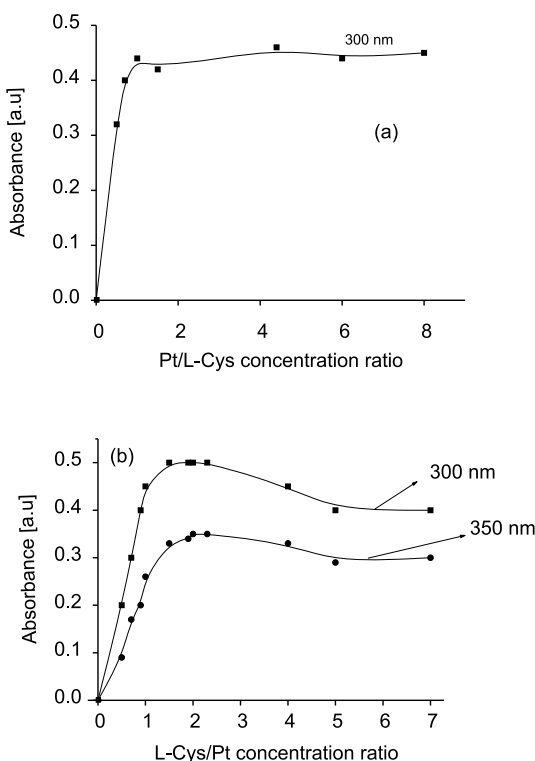 0.5
300 nm
0.4
0.3
(a)
0.2
0.1
0.0
Absorbance [a.u]
0 2 4 6 8
Pt/L-Cys concentration ratio
(b)
0.5
300 nm
0.4
350 nm
0.3
0.2
0.1
0.0
Absorbance [a.u]
0 1 2 3 4 5 6 7
L-Cys/Pt concentration ratio